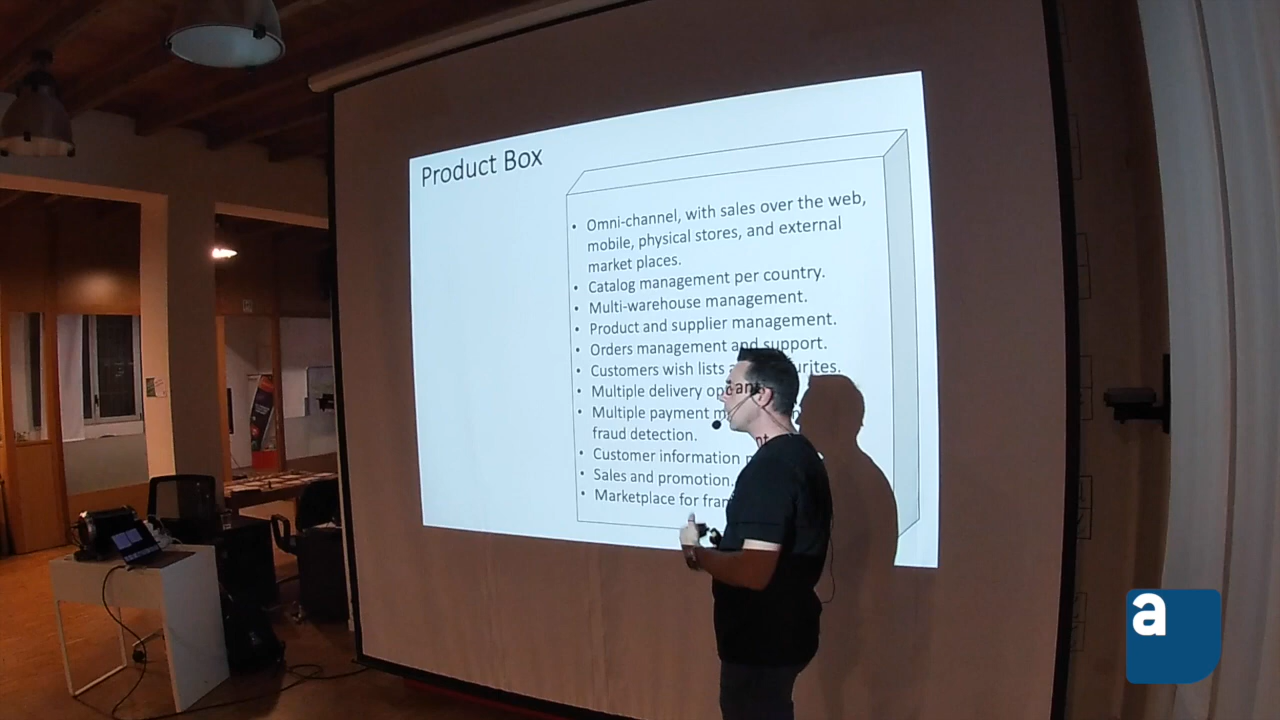 Product Box
• Omni-channel, with sales over the web,
mobile, physical stores, and external
market places.
• Catalog management per country.
• Multi-warehouse management.
• Product and supplier management.
• Orders management and support.
• Customers wish lists
• Multiple delivery
• Multiple payment
fraud detection.
• Customer information
• Sales and promotion.
• Marketplace for
a